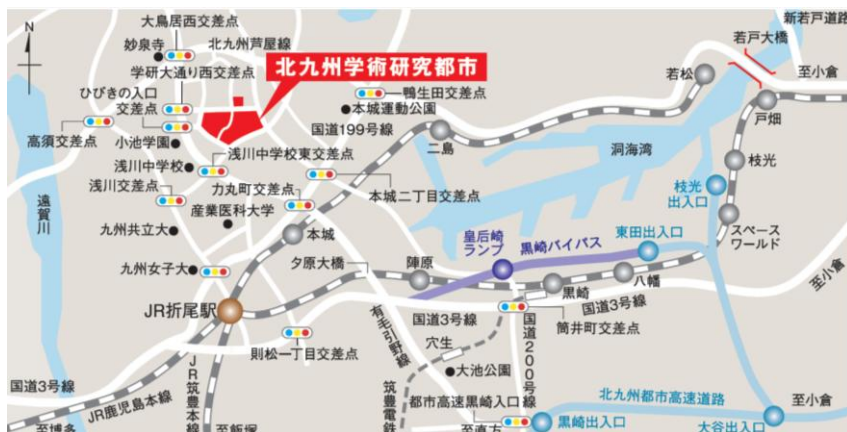 大鳥居西交差点
新若戸道路
N
妙泉寺
北九州芦屋線
若戸大橋
学研大通り西交差点
北九州学術研究都市
若松
至小倉
ひびきの入口
交差点
鴨生田交差点
本城運動公園
戸畑
高須交差点
小池学園
国道199号線
二島
洞海湾
浅川中学校
浅川中学校東交差点
枝光
浅川交差点
力丸町交差点
本城二丁目交差点
枝光
出入口
遠賀川
産業医科大学
皇后崎
ランプ
黒崎バイパス
東田出入口
スペース
ワールド
九州共立大
本城
夕原大橋
陣原
八幡
九州女子大
黒崎
国道3号線
至小倉
JR折尾駅
国道3号線
筒井町交差点
則松一丁目交差点
有毛引野線
穴生
国道200号線
大池公園
国道3号線
JR鹿児島本線
JR筑豊本線
筑豊電鉄
都市高速黒崎入口
北九州都市高速道路
至小倉
至博多
至飯塚
至直方
黒崎出入口
大谷出入口